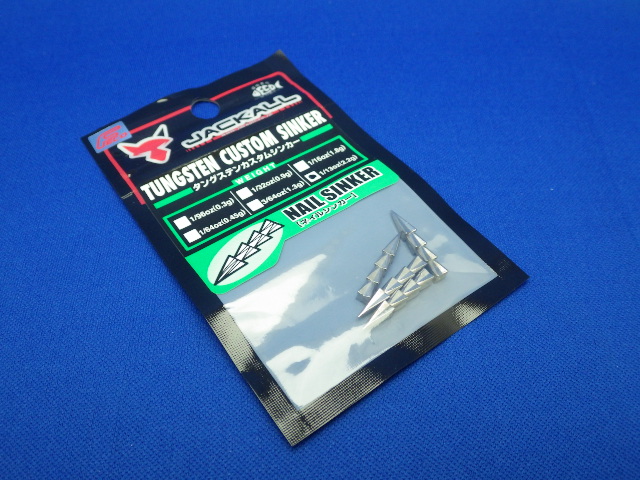 JACKALL
TUNGSTEN CUSTOM SINKER
タングステンカスタムシンカー
WEIGHT
1/96oz(0.3g) 1/32oz(0.9g) 1/16oz(1.8g)
1/64oz(0.45g) 3/64oz(1.3g) 1/13oz(2.2g)
NAIL SINKER
[ネイルシンカー]